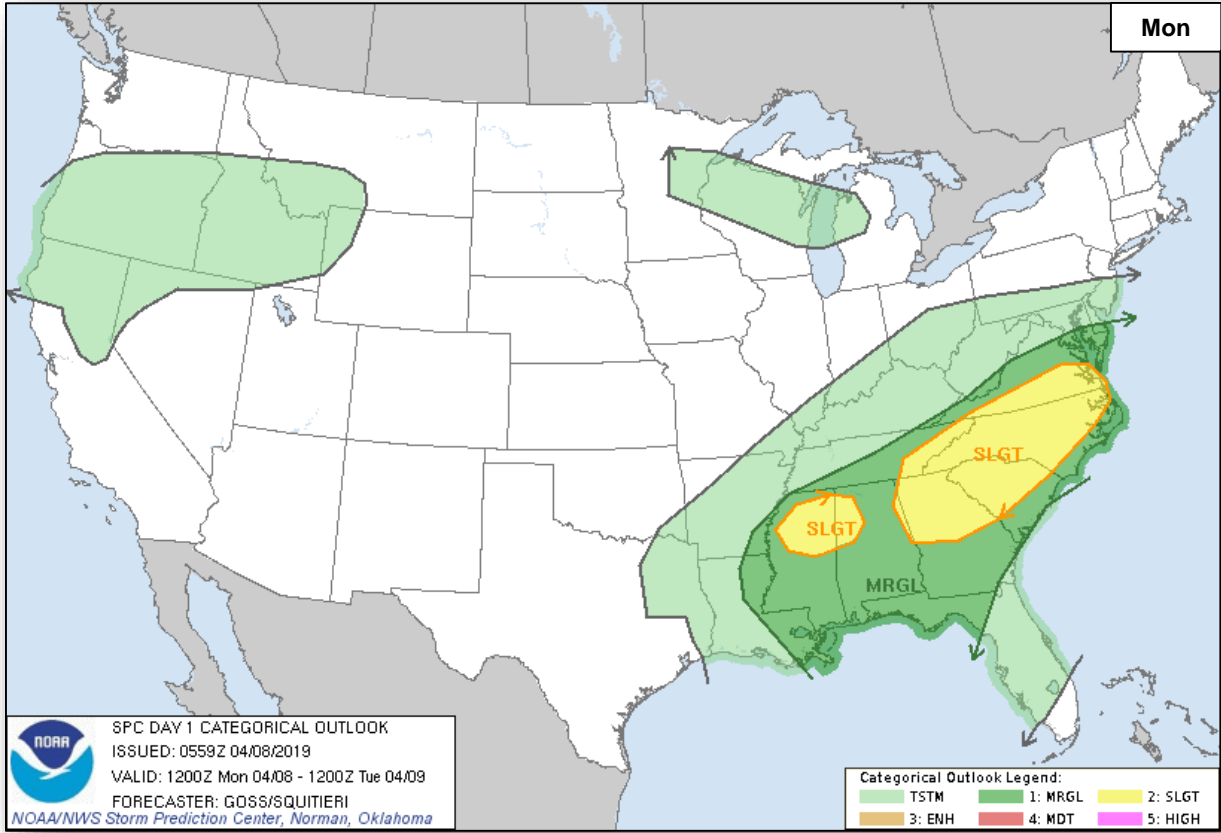 Mon
SLGT
SLGT
MRGL
NOAA
SPC DAY 1 CATEGORICAL OUTLOOK
ISSUED: 0559Z 04/08/2019
VALID: 1200Z Mon 04/08 - 1200Z Tue 04/09
FORECASTER: GOSS/SQUITIERI
NOAA/NWS Storm Prediction Center, Norman, Oklahoma
Categorical Outlook Legend:
TSTM 1: MRGL 2: SLGT
3: ENH 4: MDT 5: HIGH